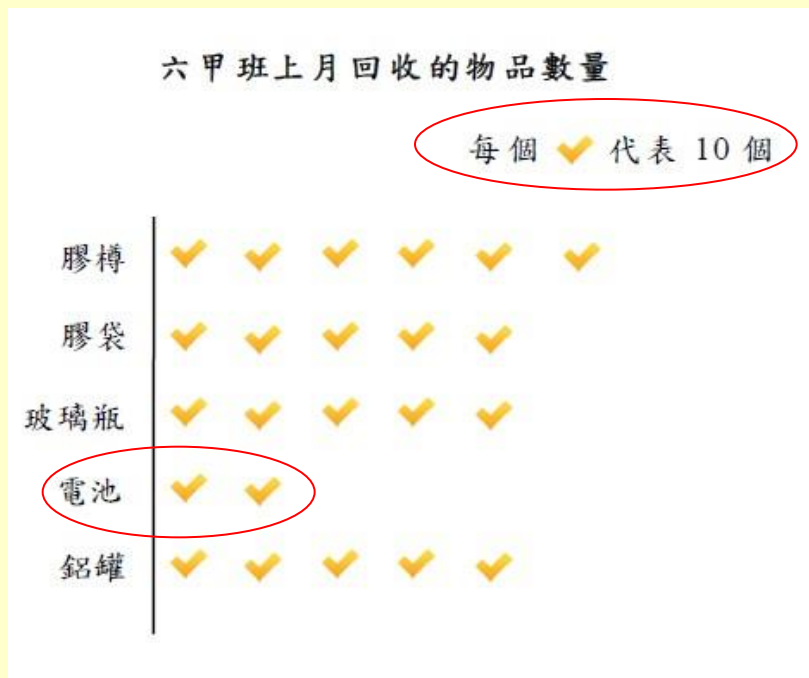 六甲班上月回收的物品數量
每個 ✔ 代表 10 個
膠樽
膠袋
玻璃瓶
電池
鋁罐